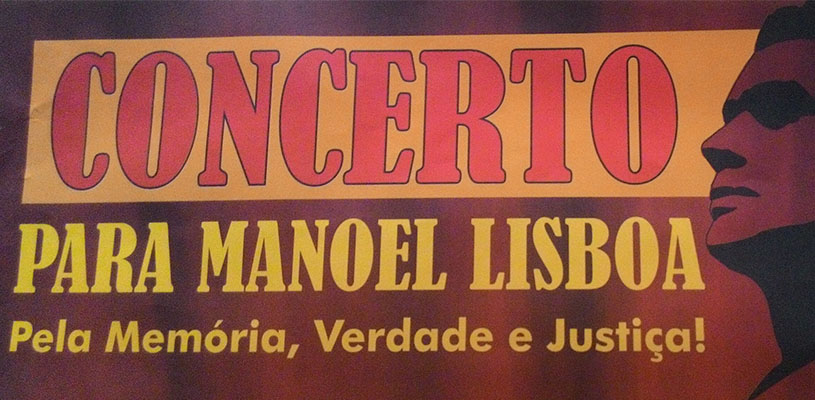 CONCERTO
PARA MANOEL LISBOA
Pela Memória, Verdade e Justiça!